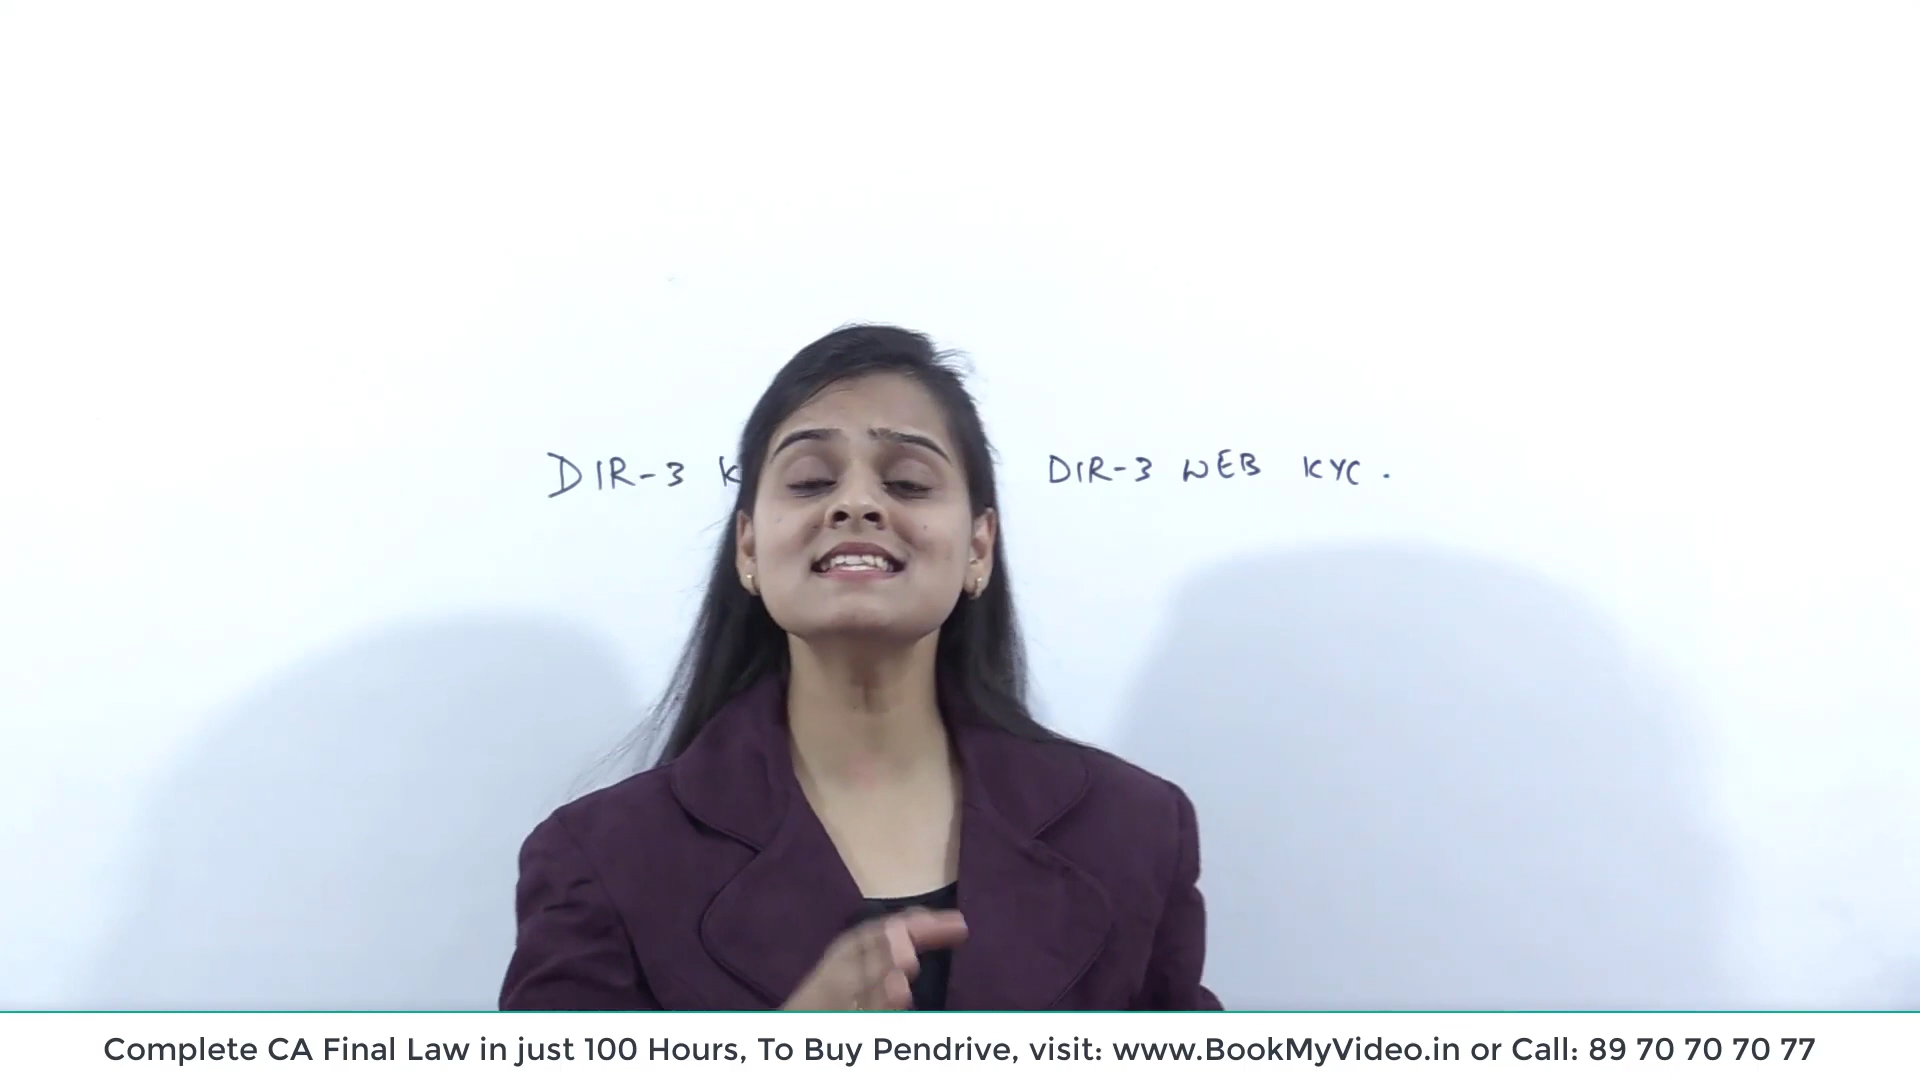 DIR-3 K DIR-3 WEB KYC.
Complete CA Final Law in just 100 Hours, To Buy Pendrive, visit: www.BookMyVideo.in or Call: 89 70 70 70 77